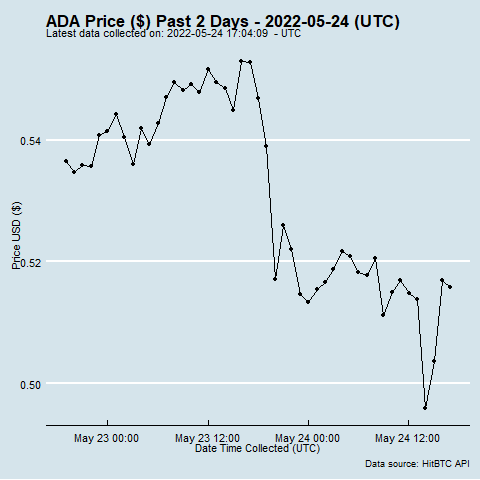 ADA Price ($) Past 2 Days - 2022-05-24 (UTC)
Latest data collected on: 2022-05-24 17:04:09 - UTC
0.54
0.52
0.50
Price USD ($)
May 23 00:00 May 23 12:00 May 24 00:00 May 24 12:00
Date Time Collected (UTC)
Data source: HitBTC API